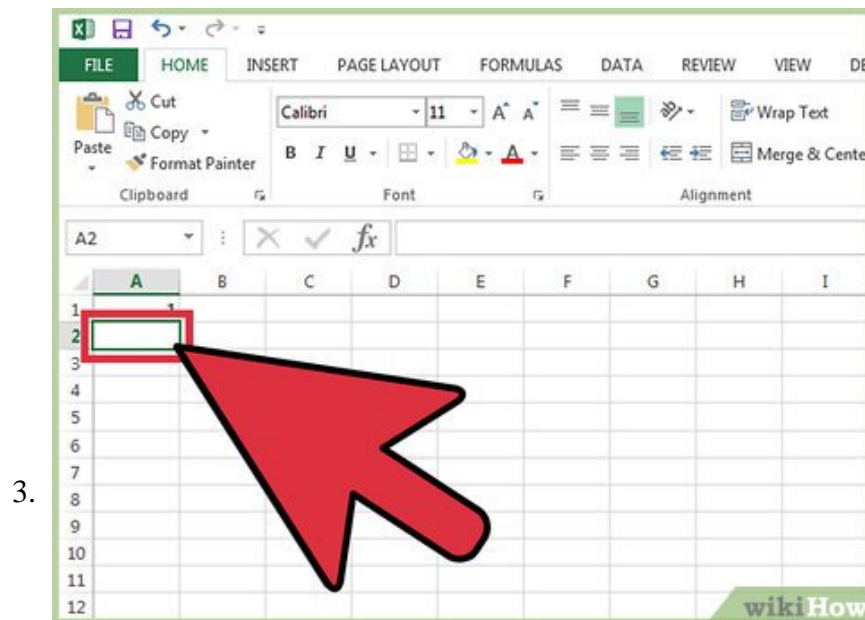 FILE HOME INSERT PAGE LAYOUT FORMULAS DATA REVIEW VIEW DE
Cut
Copy
Paste
Format Painter
Calibri 11 A A
B I U A
Wrap Text
Merge & Cente
Clipboard Font Alignment
A2 fx
A B C D E F G H I
1 1
2
3
4
5
6
7
3.
8
9
10
11
12
wikiHow